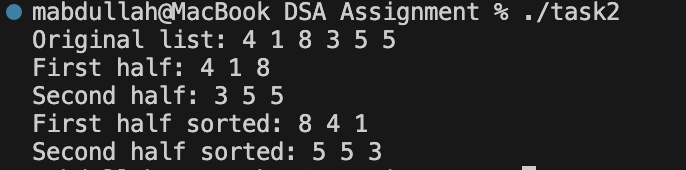 mabdullah@MacBook DSA Assignment % ./task2
Original list: 4 1 8 3 5 5
First half: 4 1 8
Second half: 3 5 5
First half sorted: 8 4 1
Second half sorted: 5 5 3